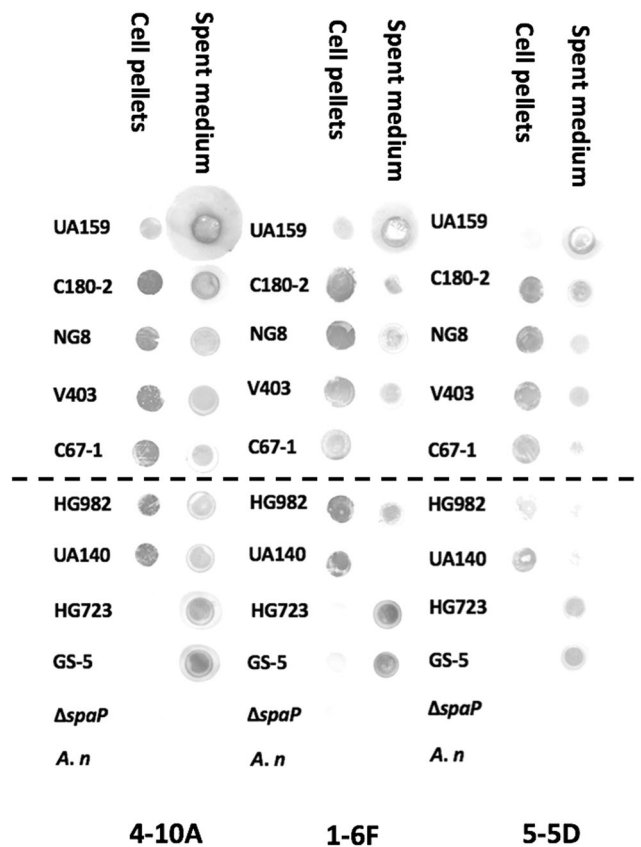 Cell pellets
Spent medium
Cell pellets
Spent medium
Cell pellets
Spent medium
UA159 UA159 UA159
C180-2 C180-2 C180-2
NG8 NG8 NG8
V403 V403 V403
C67-1 C67-1 C67-1
HG982 HG982 HG982
UA140 UA140 UA140
HG723 HG723 HG723
GS-5 GS-5 GS-5
ΔspaP ΔspaP ΔspaP
A. n A. n A. n
4-10A 1-6F 5-5D